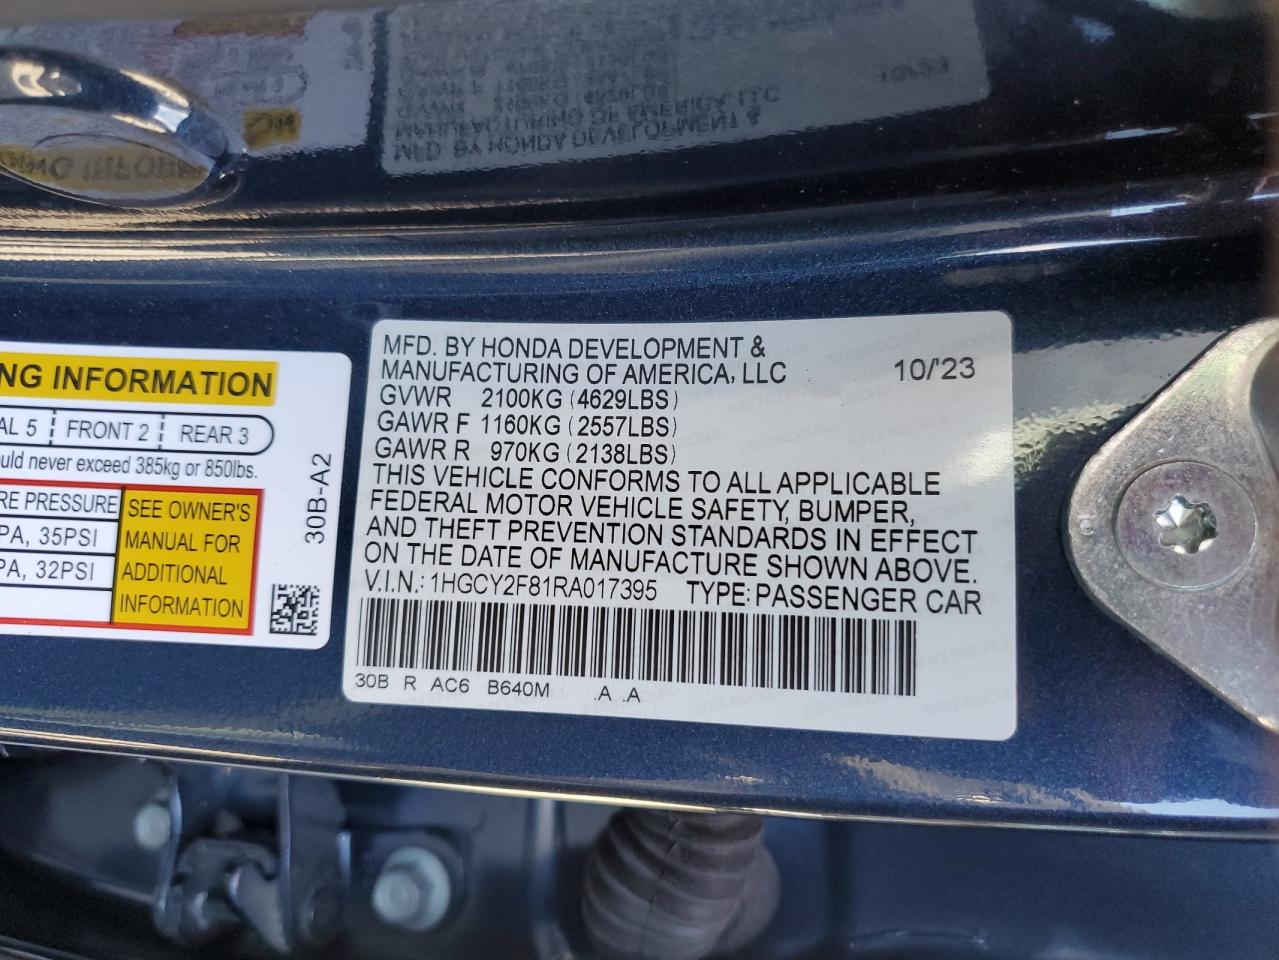 NG INFORMATION
AL 5 FRONT 2 REAR 3
ould never exceed 385kg or 850lbs.
RE PRESSURE
PA, 35PSI
PA, 32PSI
SEE OWNER'S
MANUAL FOR
ADDITIONAL
INFORMATION
30B-A2
MFD. BY HONDA DEVELOPMENT &
MANUFACTURING OF AMERICA, LLC 10/'23
GVWR 2100KG (4629LBS)
GAWR F 1160KG (2557LBS)
GAWR R 970KG (2138LBS)
THIS VEHICLE CONFORMS TO ALL APPLICABLE
FEDERAL MOTOR VEHICLE SAFETY, BUMPER,
AND THEFT PREVENTION STANDARDS IN EFFECT
ON THE DATE OF MANUFACTURE SHOWN ABOVE.
V.I.N.: 1HGCY2F81RA017395 TYPE: PASSENGER CAR
30B R AC6 B640M .A .A